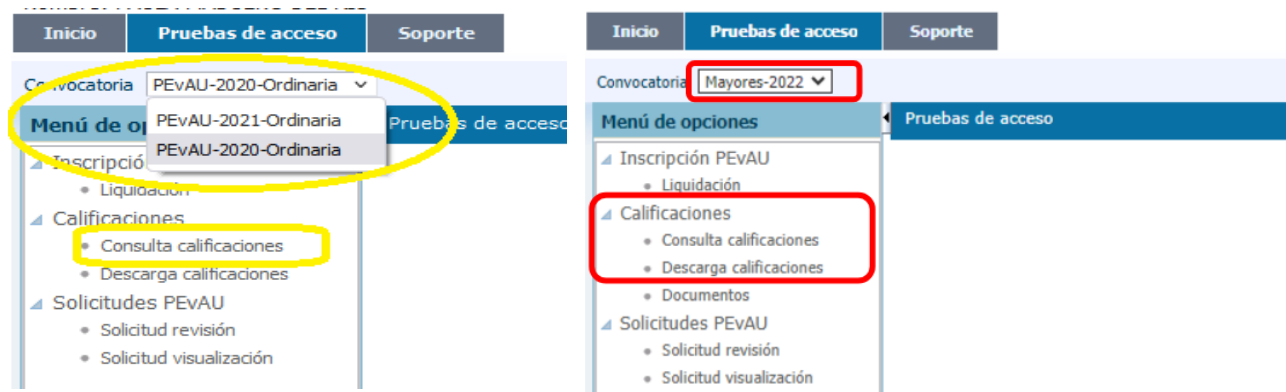 Inicio Pruebas de acceso Soporte
Convocatoria PEvAU-2020-Ordinaria
PEvAU-2021-Ordinaria
PEvAU-2020-Ordinaria
Menú de Pruebas de acceso
Inscripció
Liquidación
Calificaciones
Consulta calificaciones
Descarga calificaciones
Solicitudes PEvAU
Solicitud revisión
Solicitud visualización
Inicio Pruebas de acceso Soporte
Convocatoria Mayores-2022
Menú de opciones Pruebas de acceso
Inscripción PEvAU
Liquidación
Calificaciones
Consulta calificaciones
Descarga calificaciones
Documentos
Solicitudes PEvAU
Solicitud revisión
Solicitud visualización